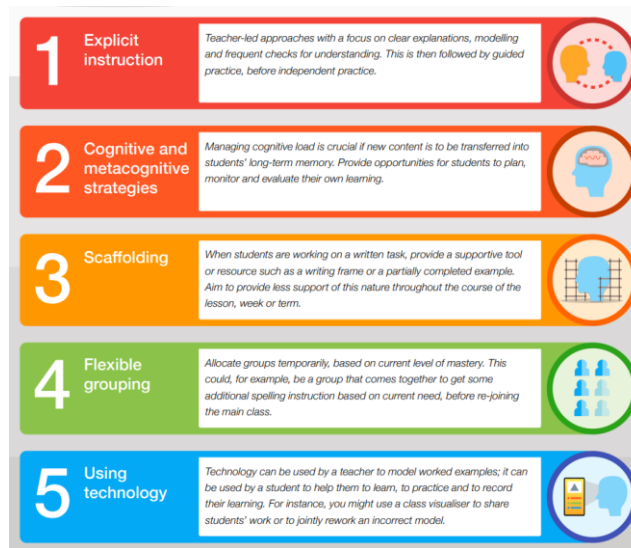 1
Explicit
instruction
Teacher-led approaches with a focus on clear explanations, modelling
and frequent checks for understanding. This is then followed by guided
practice, before independent practice.
2
Cognitive and
metacognitive
strategies
Managing cognitive load is crucial if new content is to be transferred into
students' long-term memory. Provide opportunities for students to plan,
monitor and evaluate their own learning.
3
Scaffolding
When students are working on a written task, provide a supportive tool
or resource such as a writing frame or a partially completed example.
Aim to provide less support of this nature throughout the course of the
lesson, week or term.
4
Flexible
grouping
Allocate groups temporarily, based on current level of mastery. This
could, for example, be a group that comes together to get some
additional spelling instruction based on current need, before re-joining
the main class.
5
Using
technology
Technology can be used by a teacher to model worked examples; it can
be used by a student to help them to learn, to practice and to record
their learning. For instance, you might use a class visualiser to share
students' work or to jointly rework an incorrect model.